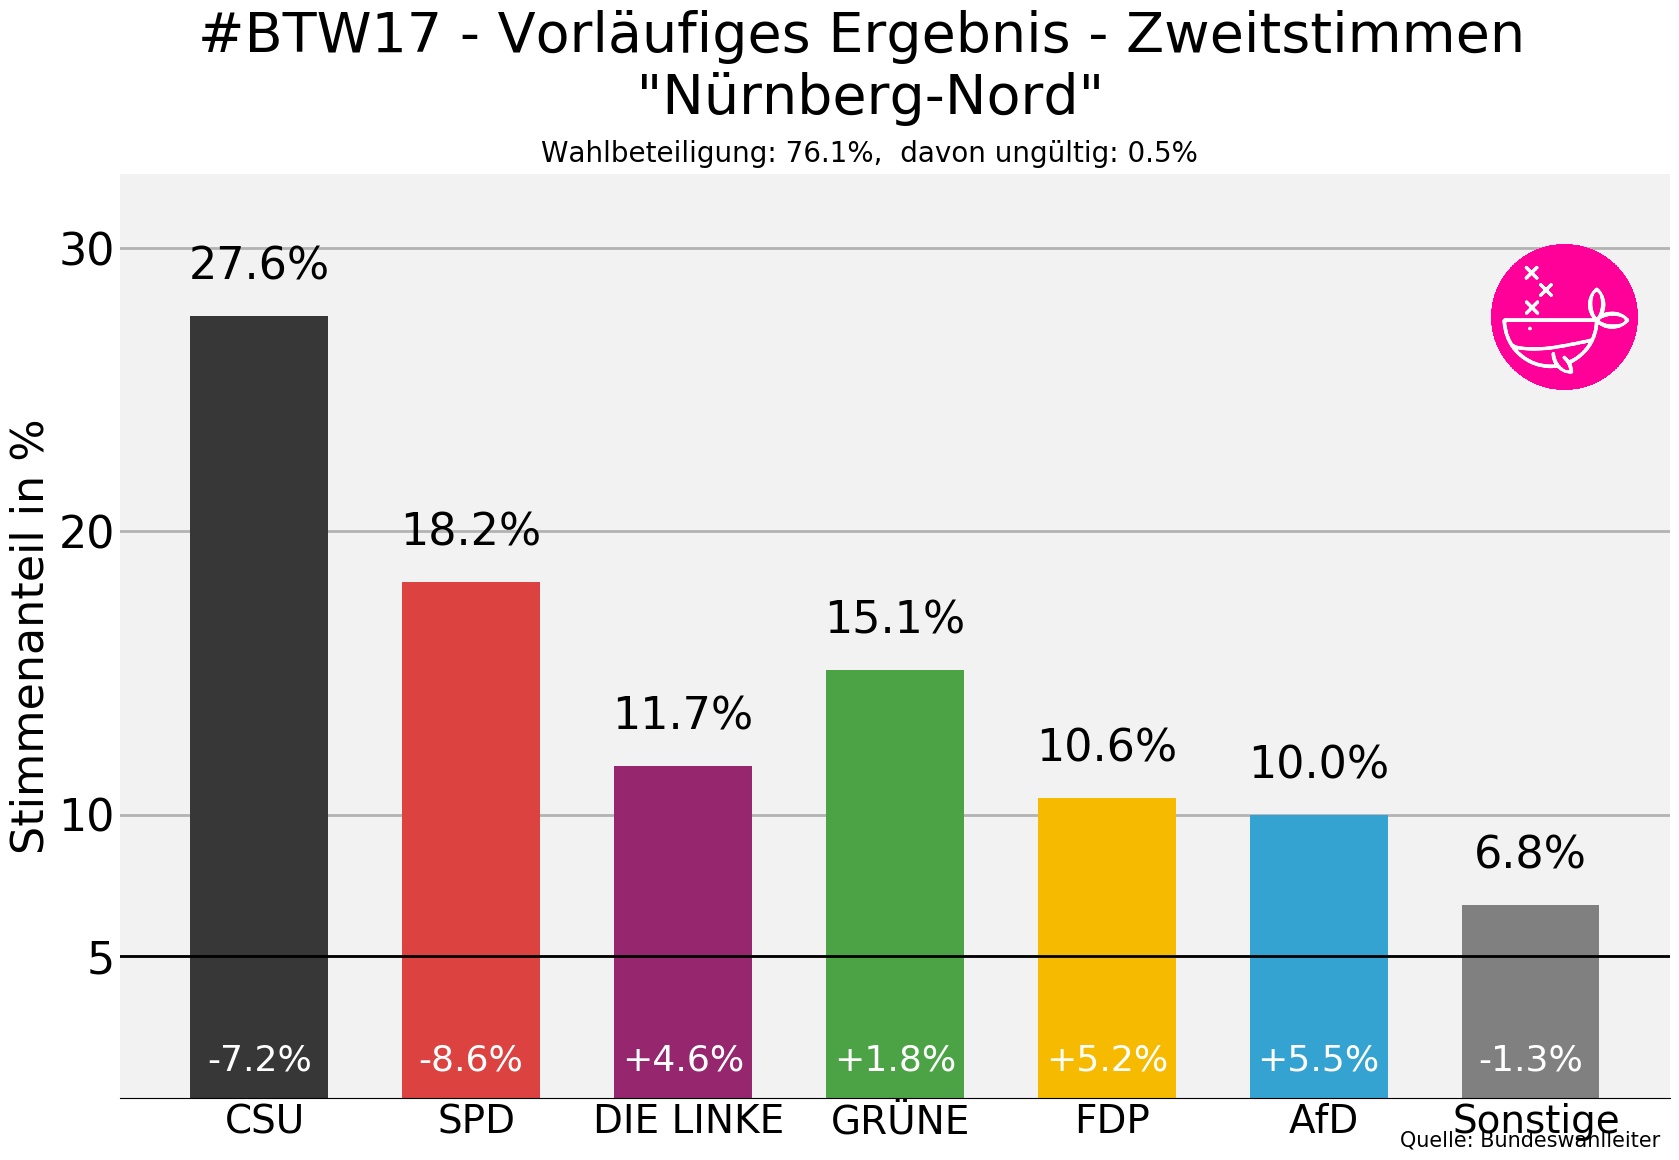 #BTW17 - Vorläufiges Ergebnis - Zweitstimmen
"Nürnberg-Nord"
Wahlbeteiligung: 76.1%,  davon ungültig: 0.5%
Stimmenanteil in %
30
20
10
5
27.6%
18.2%
11.7%
15.1%
10.6%
10.0%
6.8%
-7.2%
-8.6%
+4.6%
+1.8%
+5.2%
+5.5%
-1.3%
CSU
SPD
DIE LINKE
GRÜNE
FDP
AfD
Sonstige
Quelle: Bundeswahlleiter